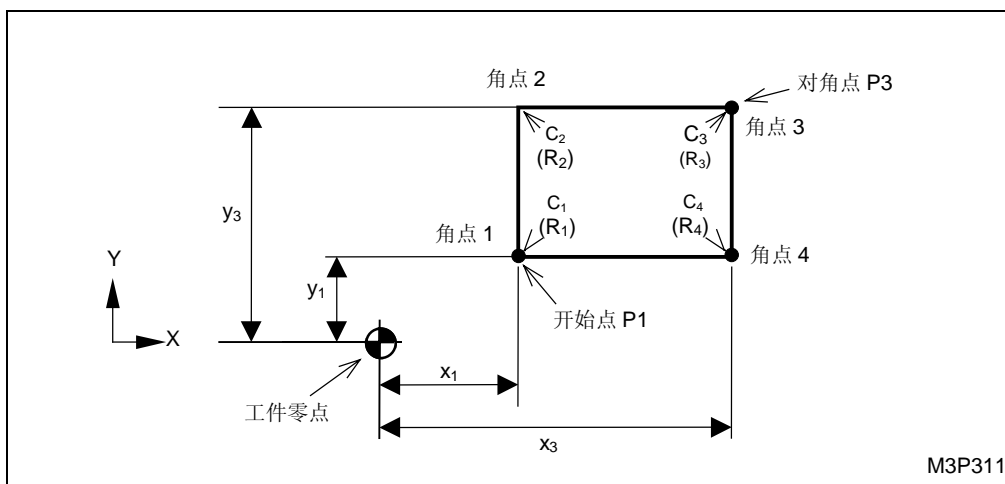 角点 2
对角点 P3
C₂
(R₂)
C₃
(R₃)
角点 3
y₃
C₁
(R₁)
C₄
(R₄)
角点 1
角点 4
Y
y₁
开始点 P1
X
x₁
工件零点
x₃
M3P311